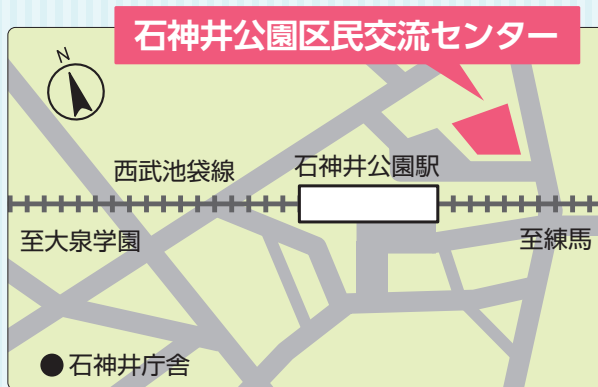 石神井公園区民交流センター
N
西武池袋線
石神井公園駅
至大泉学園
至練馬
●石神井庁舎